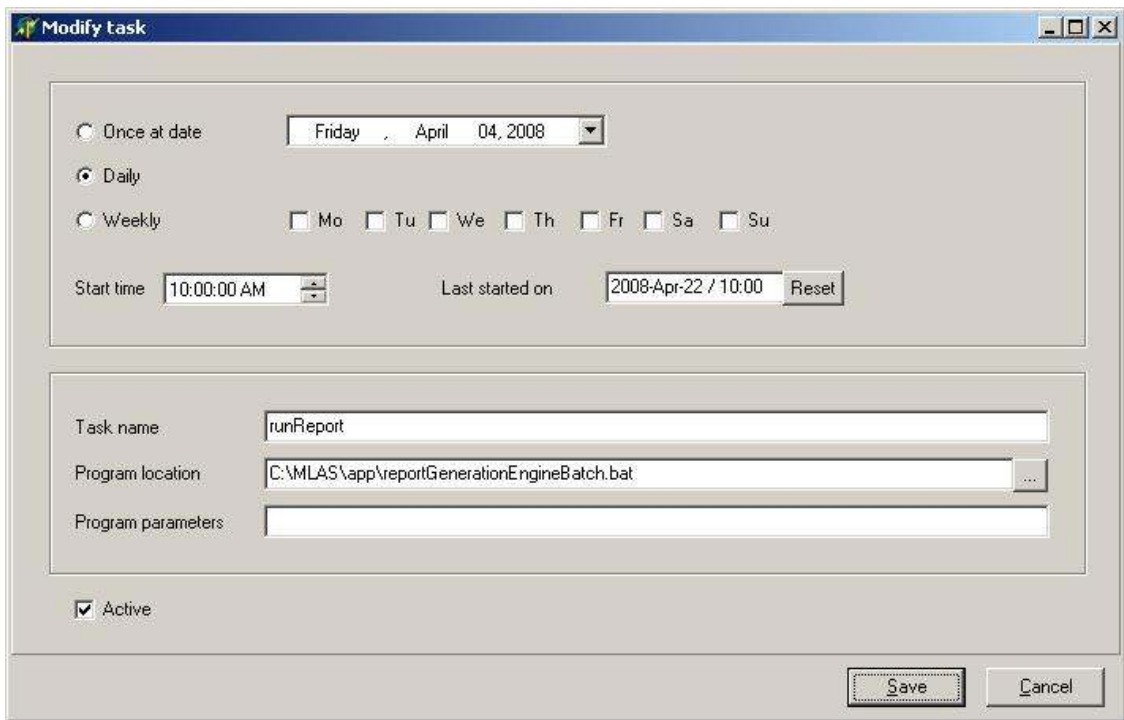 Modify task
Once at date Friday , April 04, 2008
Daily
Weekly Mo Tu We Th Fr Sa Su
Start time 10:00:00 AM Last started on 2008-Apr-22 / 10:00 Reset
Task name runReport
Program location C:\MLAS\app\reportGenerationEngineBatch.bat ...
Program parameters
Active
Save Cancel